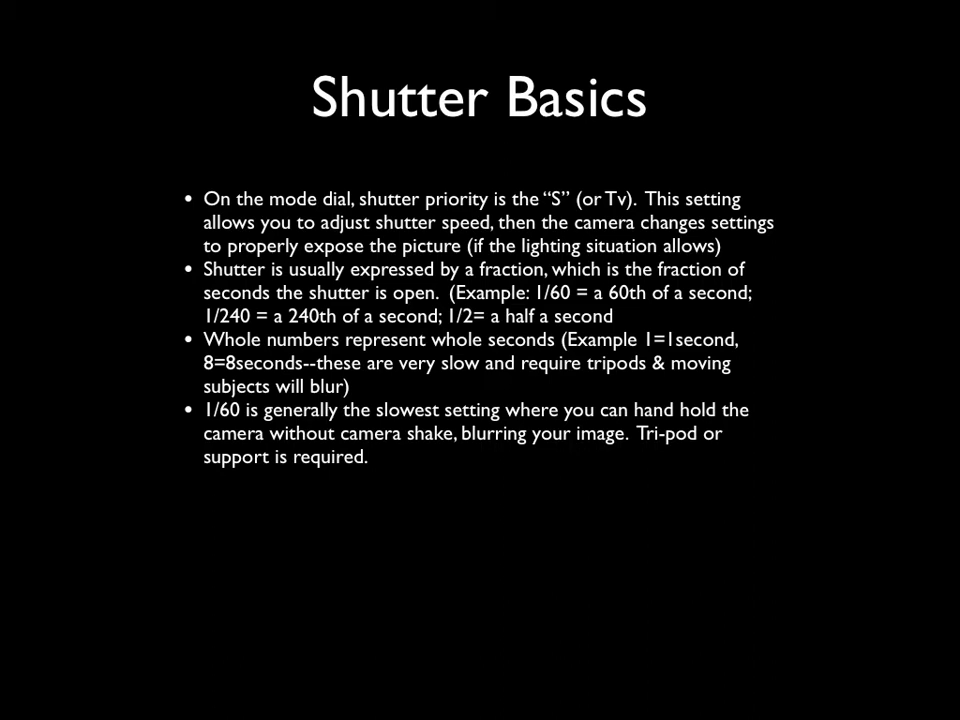 Shutter Basics
• On the mode dial, shutter priority is the “S” (or Tv). This setting
allows you to adjust shutter speed, then the camera changes settings
to properly expose the picture (if the lighting situation allows)
• Shutter is usually expressed by a fraction, which is the fraction of
seconds the shutter is open. (Example: 1/60 = a 60th of a second;
1/240 = a 240th of a second; 1/2= a half a second
• Whole numbers represent whole seconds (Example 1=1second,
8=8seconds--these are very slow and require tripods & moving
subjects will blur)
• 1/60 is generally the slowest setting where you can hand hold the
camera without camera shake, blurring your image. Tri-pod or
support is required.